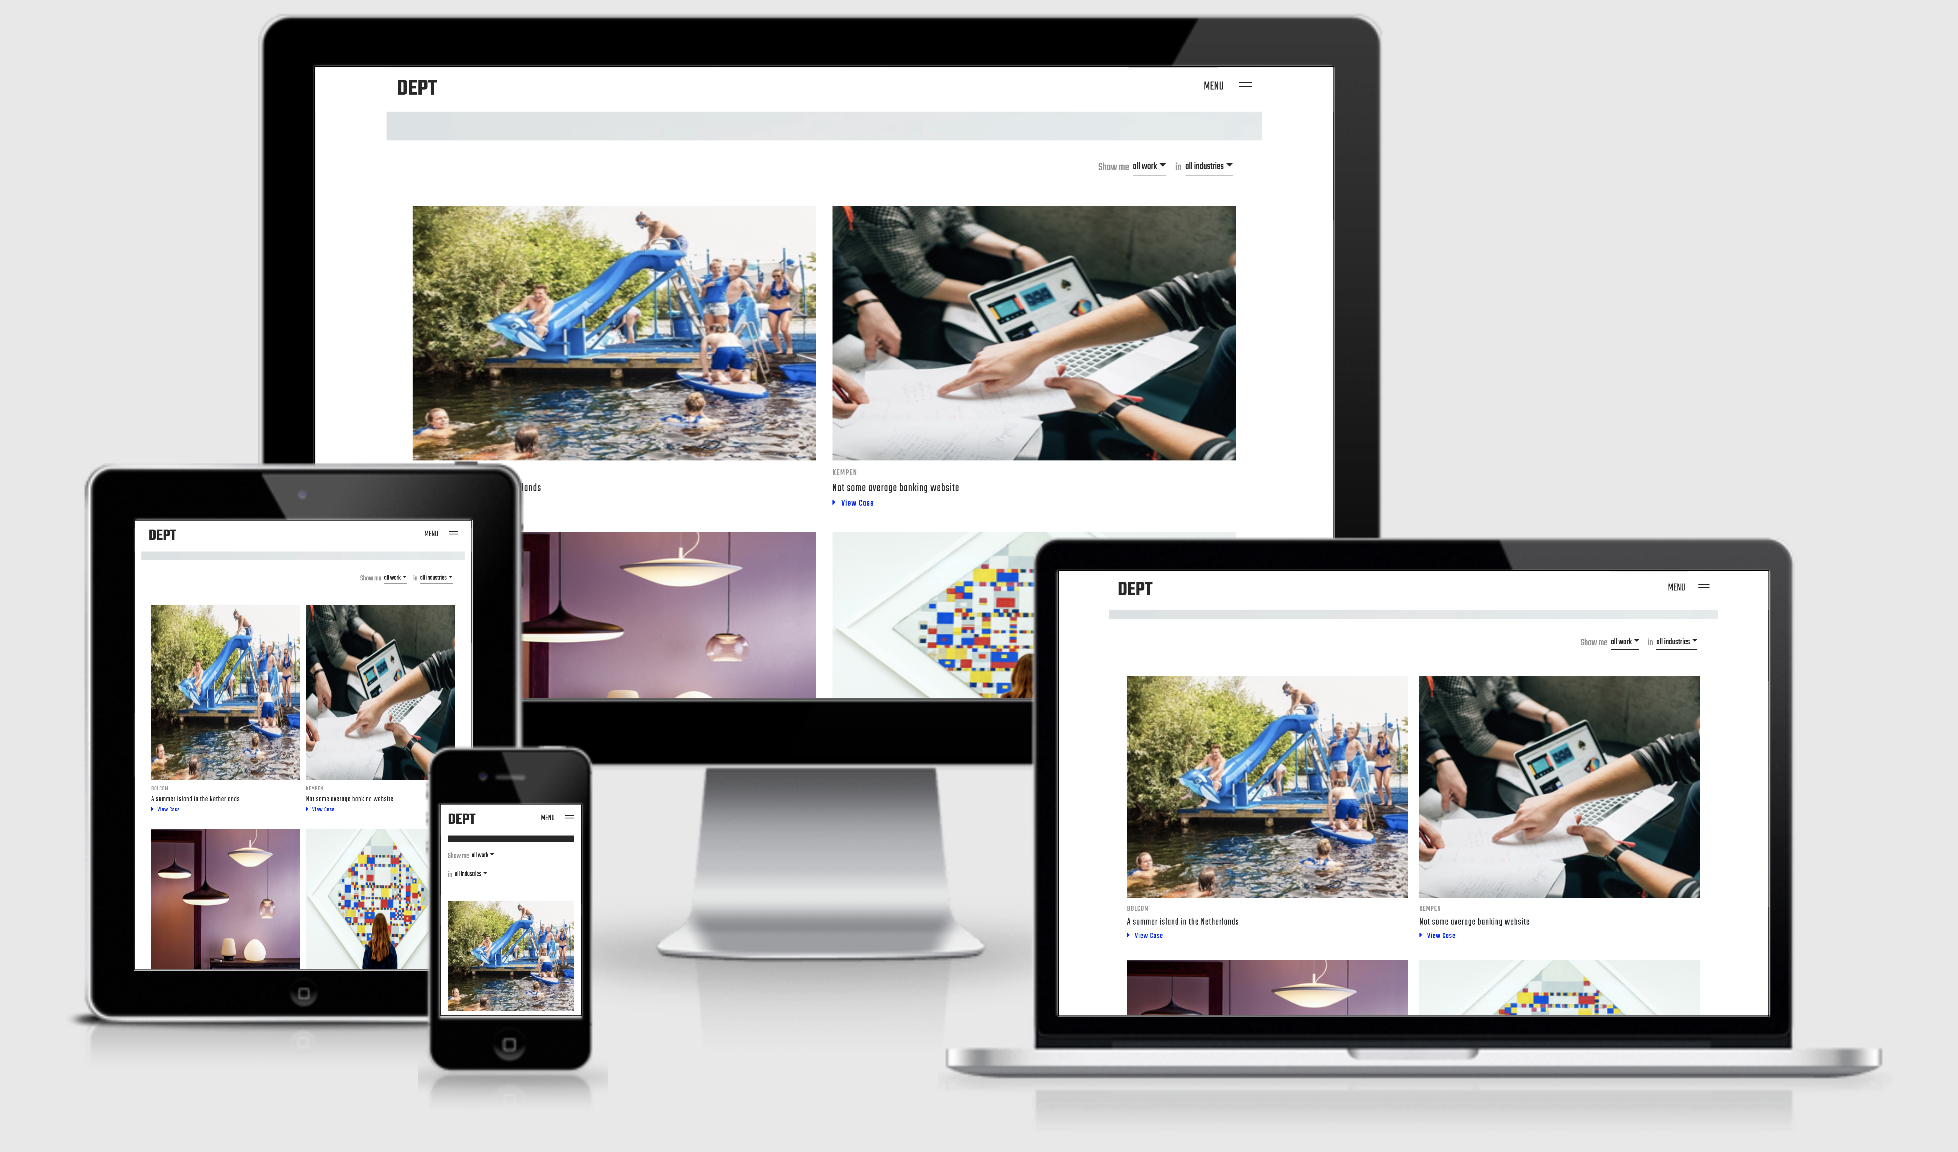 DEPT
MENU
Show me all work in all industries
lands
KEMPEN
Not some average banking website
View Case
DEPT
MENU
Show me all work in all industries
BOLCOM
A summer island in the Netherlands
View Case
KEMPEN
Not some average banking website
View Case
DEPT
MENU
Show me all work
in all industries
DEPT
MENU
Show me all work in all industries
BOLCOM
A summer island in the Netherlands
View Case
KEMPEN
Not some average banking website
View Case